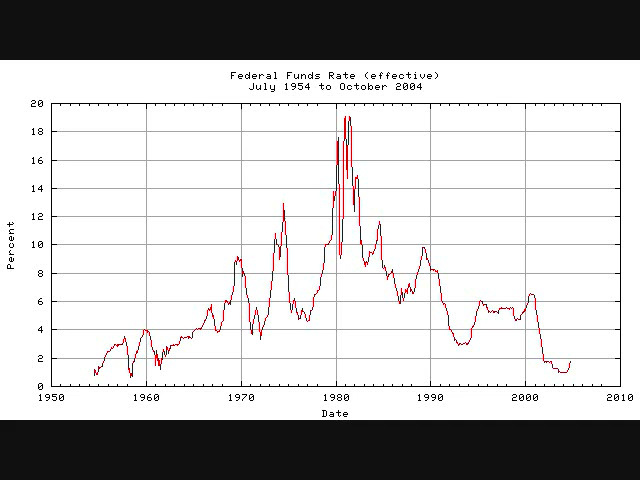 Federal Funds Rate (effective)
July 1954 to October 2004
20
18
16
14
12
10
8
6
4
2
0
Percent
1950 1960 1970 1980 1990 2000 2010
Date